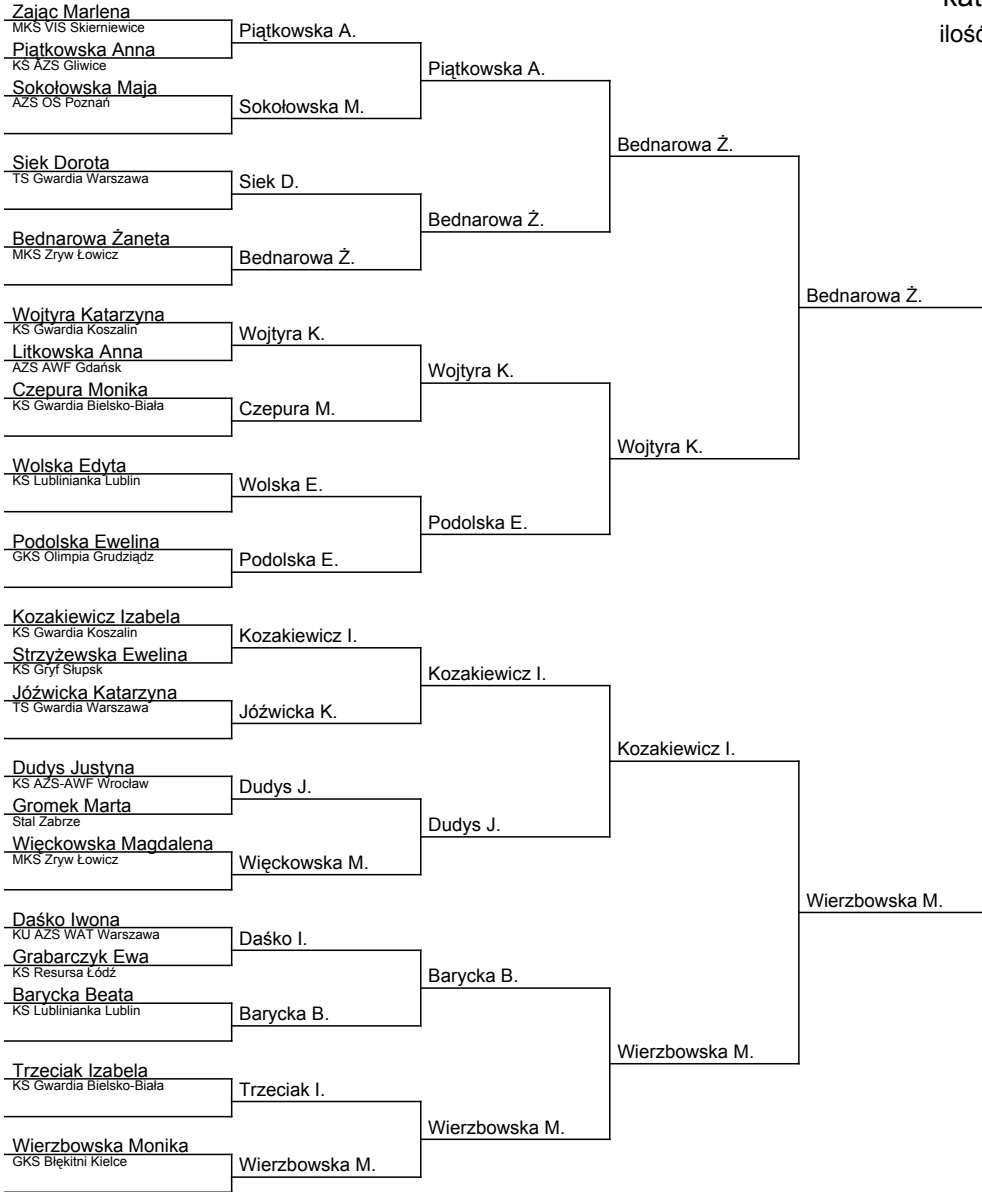 Zając Marlena
MKS VIS Skierniewice
Piątkowska Anna
KŚ AZS Gliwice
Sokołowska Maja
AZS OŚ Poznań
Siek Dorota
TS Gwardia Warszawa
Bednarowa Żaneta
MKS Zryw Łowicz
Wojtyra Katarzyna
KS Gwardia Koszalin
Litkowska Anna
AZS AWF Gdańsk
Czepura Monika
KS Gwardia Bielsko-Biała
Wolska Edyta
KS Lublinianka Lublin
Podolska Ewelina
GKS Olimpia Grudziądz
Kozakiewicz Izabela
KS Gwardia Koszalin
Strzyżewska Ewelina
KS Gryf Słupsk
Jóźwicka Katarzyna
TS Gwardia Warszawa
Dudys Justyna
KS AZS-AWF Wrocław
Gromek Marta
Stal Zabrze
Więckowska Magdalena
MKS Zryw Łowicz
Daśko Iwona
KU AZS WAT Warszawa
Grabarczyk Ewa
KS Resursa Łódź
Barycka Beata
KS Lublinianka Lublin
Trzeciak Izabela
KS Gwardia Bielsko-Biała
Wierzbowska Monika
GKS Błękitni Kielce
Piątkowska A.
Sokołowska M.
Siek D.
Bednarowa Ż.
Wojtyra K.
Czepura M.
Wolska E.
Podolska E.
Kozakiewicz I.
Jóźwicka K.
Dudys J.
Więckowska M.
Daśko I.
Barycka B.
Trzeciak I.
Wierzbowska M.
Piątkowska A.
Bednarowa Ż.
Wojtyra K.
Podolska E.
Kozakiewicz I.
Dudys J.
Barycka B.
Wierzbowska M.
Bednarowa Ż.
Wojtyra K.
Kozakiewicz I.
Wierzbowska M.
Bednarowa Ż.
Wierzbowska M.
ilość